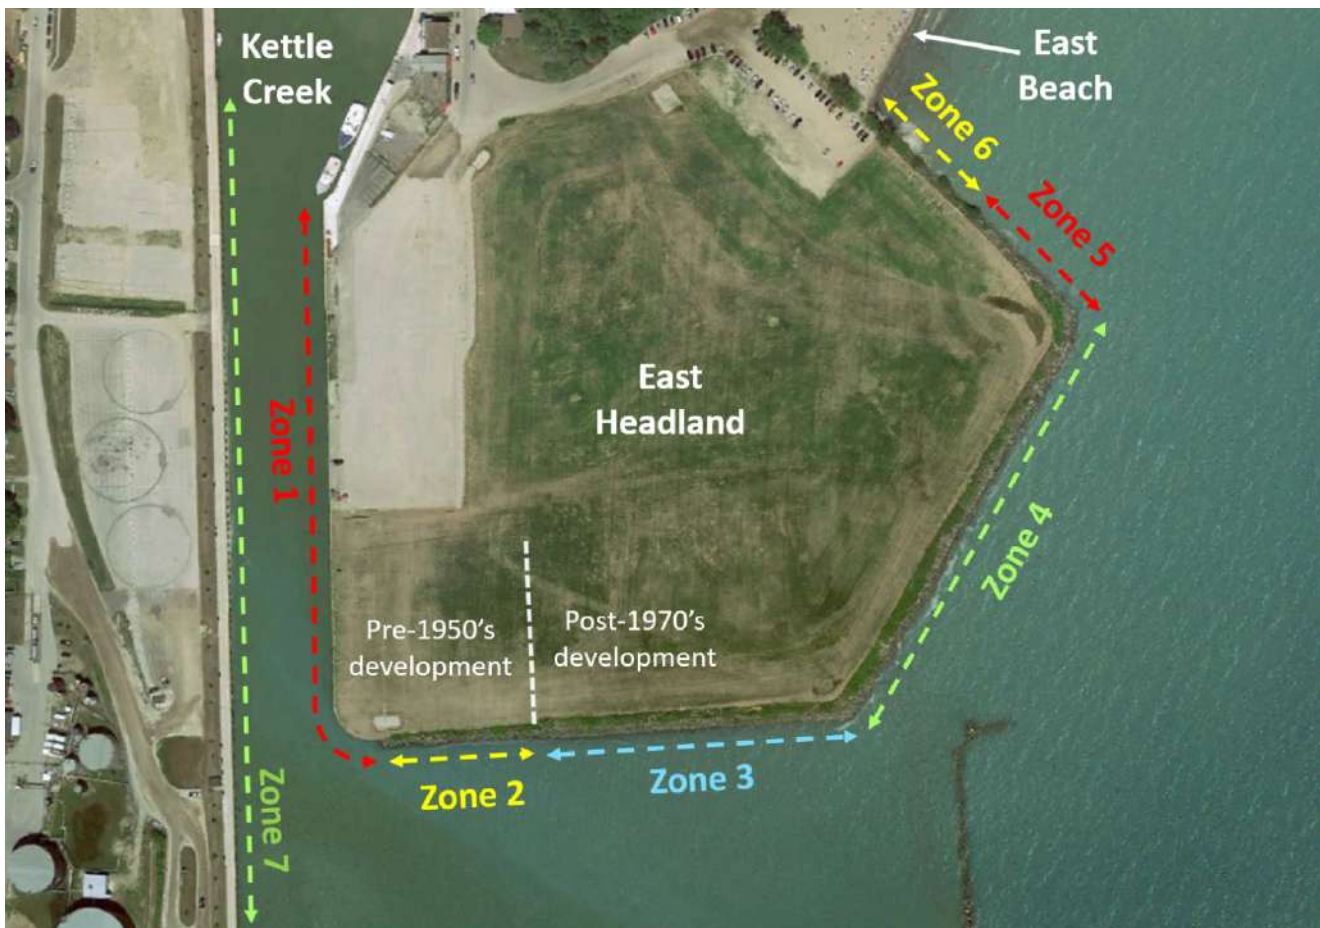 Kettle
Creek
East
Beach
Zone 6
Zone 5
East
Headland
Zone 1
Zone 4
Pre-1950's
development
Post-1970's
development
Zone 2
Zone 3
Zone 7